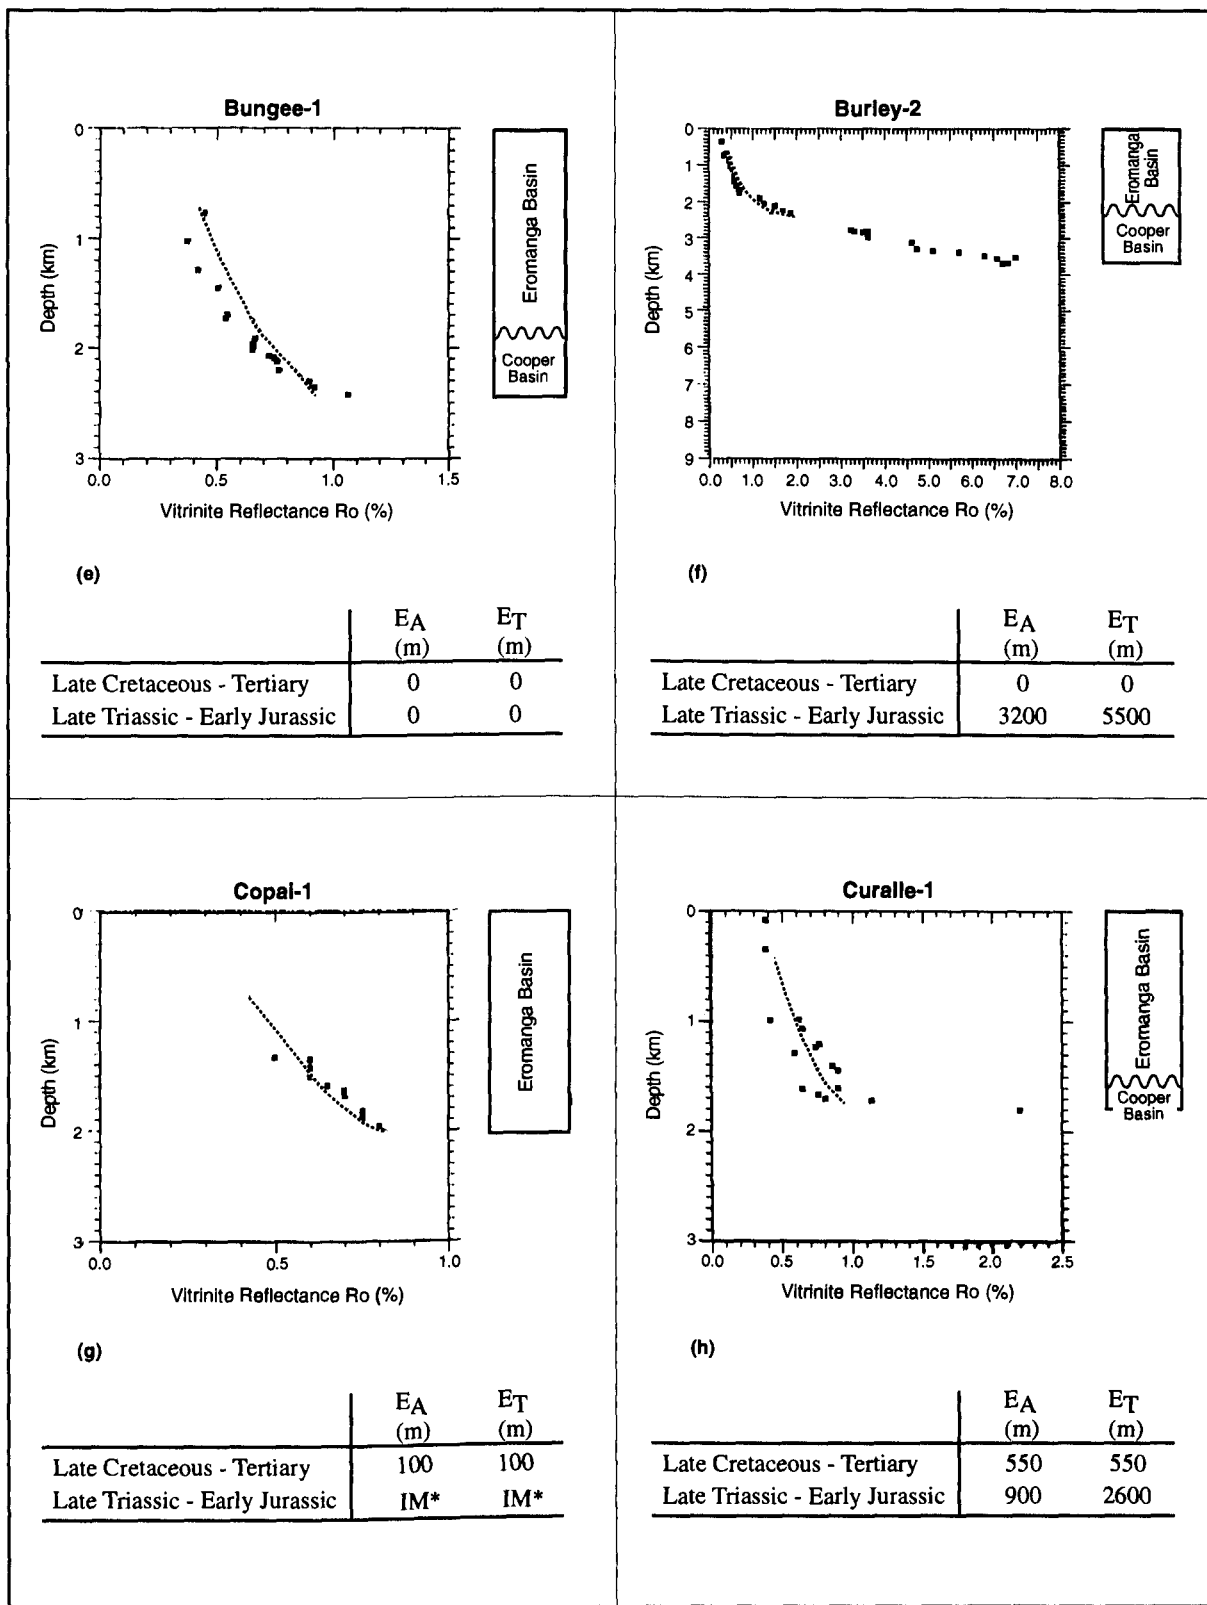 Bungee-1
0
1
2
3
Depth (km)
0.0 0.5 1.0 1.5
Vitrinite Reflectance Ro (%)
Eromanga Basin
Cooper
Basin
(e)
EA ET
(m) (m)
Late Cretaceous - Tertiary 0 0
Late Triassic - Early Jurassic 0 0
Burley-2
0
1
2
3
4
5
6
7
8
9
Depth (km)
0.0 1.0 2.0 3.0 4.0 5.0 6.0 7.0 8.0
Vitrinite Reflectance Ro (%)
Eromanga
Basin
Cooper
Basin
(f)
EA ET
(m) (m)
Late Cretaceous - Tertiary 0 0
Late Triassic - Early Jurassic 3200 5500
Copai-1
0
1
2
3
Depth (km)
0.0 0.5 1.0
Vitrinite Reflectance Ro (%)
Eromanga Basin
(g)
EA ET
(m) (m)
Late Cretaceous - Tertiary 100 100
Late Triassic - Early Jurassic IM* IM*
Curalle-1
0
1
2
3
Depth (km)
0.0 0.5 1.0 1.5 2.0 2.5
Vitrinite Reflectance Ro (%)
Eromanga Basin
Cooper
Basin
(h)
EA ET
(m) (m)
Late Cretaceous - Tertiary 550 550
Late Triassic - Early Jurassic 900 2600